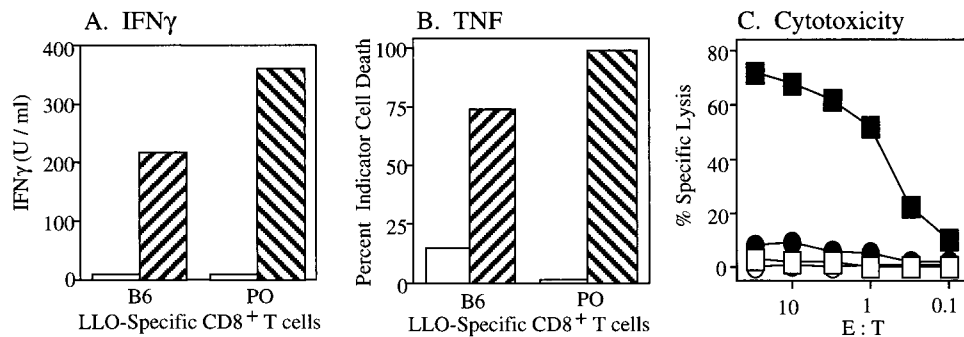 A. IFNγ
400
300
200
100
0
IFNγ (U / ml)
B6 PO
LLO-Specific CD8+ T cells
B. TNF
100
75
50
25
0
Percent Indicator Cell Death
B6 PO
LLO-Specific CD8+ T cells
C. Cytotoxicity
80
60
40
20
0
% Specific Lysis
10 1 0.1
E : T